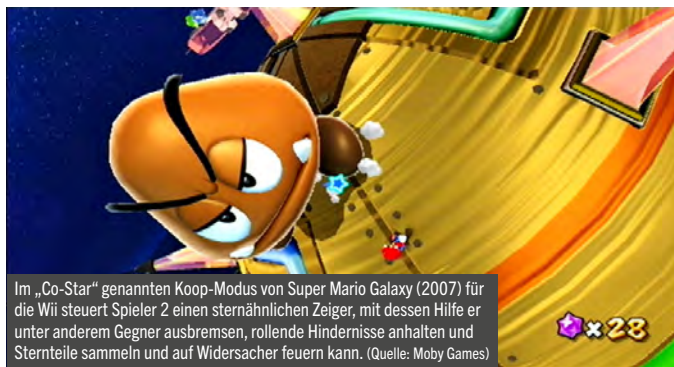 Im „Co-Star“ genannten Koop-Modus von Super Mario Galaxy (2007) für
die Wii steuert Spieler 2 einen sternähnlichen Zeiger, mit dessen Hilfe er
unter anderem Gegner ausbremsen, rollende Hindernisse anhalten und
Sternteile sammeln und auf Widersacher feuern kann. (Quelle: Moby Games)
x28